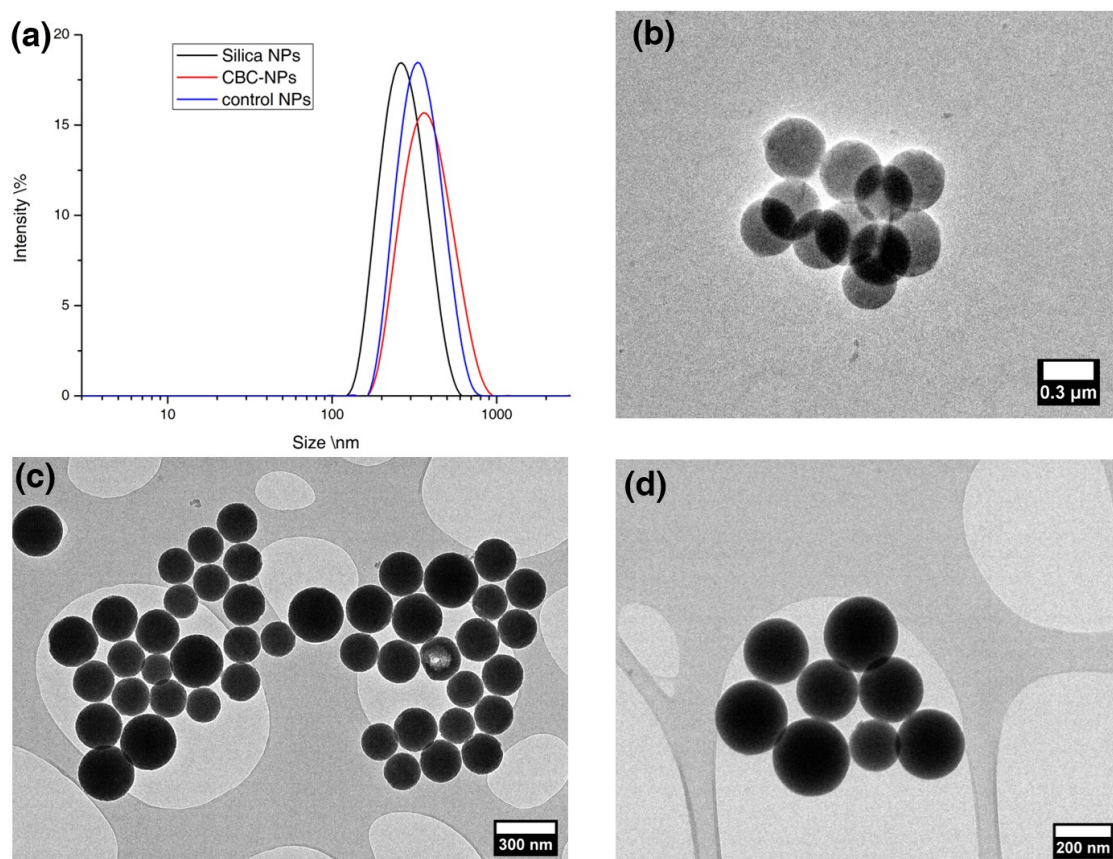 (a)
20
15
10
5
0
Intensity \%
Silica NPs
CBC-NPs
control NPs
10
100
1000
Size \nm
(b)
0.3 μm
(c)
300 nm
(d)
200 nm